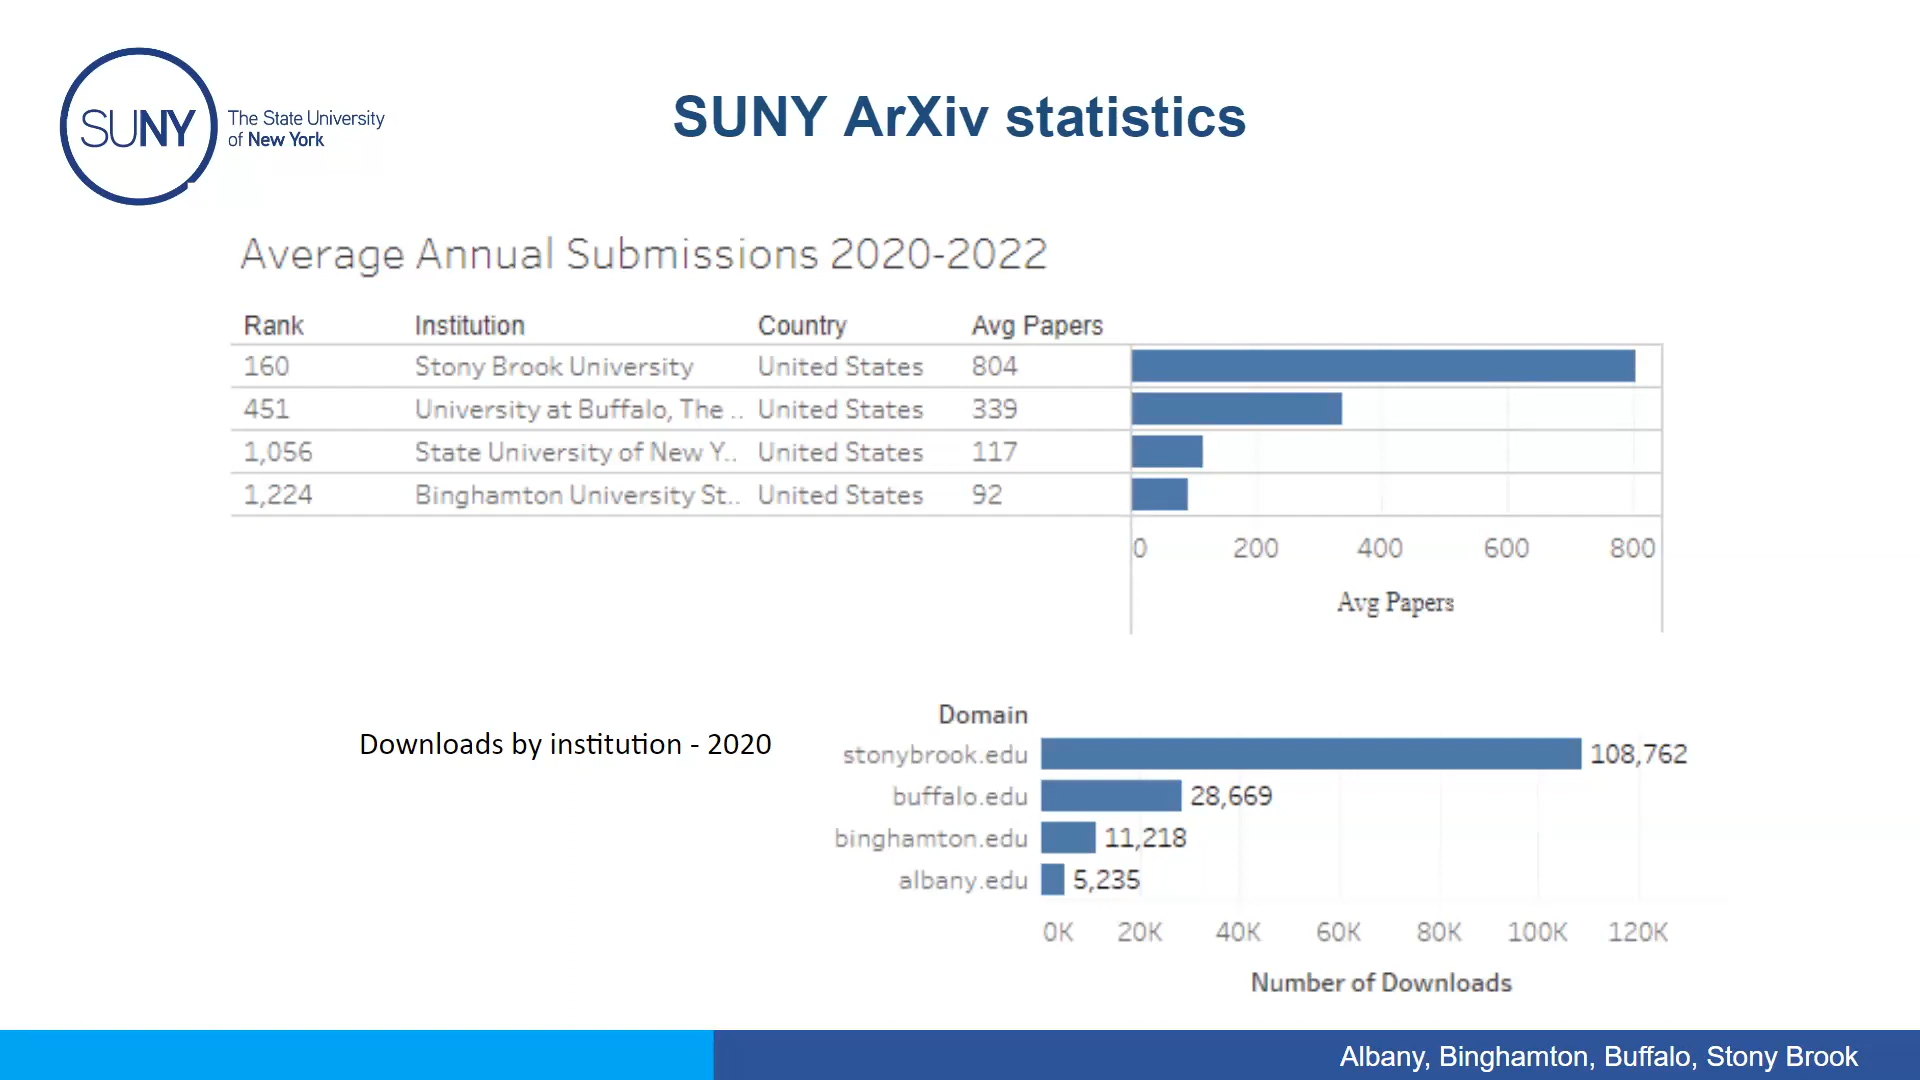 SUNY
The State University
of New York
SUNY ArXiv statistics
Average Annual Submissions 2020-2022
Rank Institution Country Avg Papers
160 Stony Brook University United States 804
451 University at Buffalo, The .. United States 339
1,056 State University of New Y.. United States 117
1,224 Binghamton University St.. United States 92
0 200 400 600 800
Avg Papers
Downloads by institution - 2020
Domain
stonybrook.edu 108,762
buffalo.edu 28,669
binghamton.edu 11,218
albany.edu 5,235
0K 20K 40K 60K 80K 100K 120K
Number of Downloads
Albany, Binghamton, Buffalo, Stony Brook